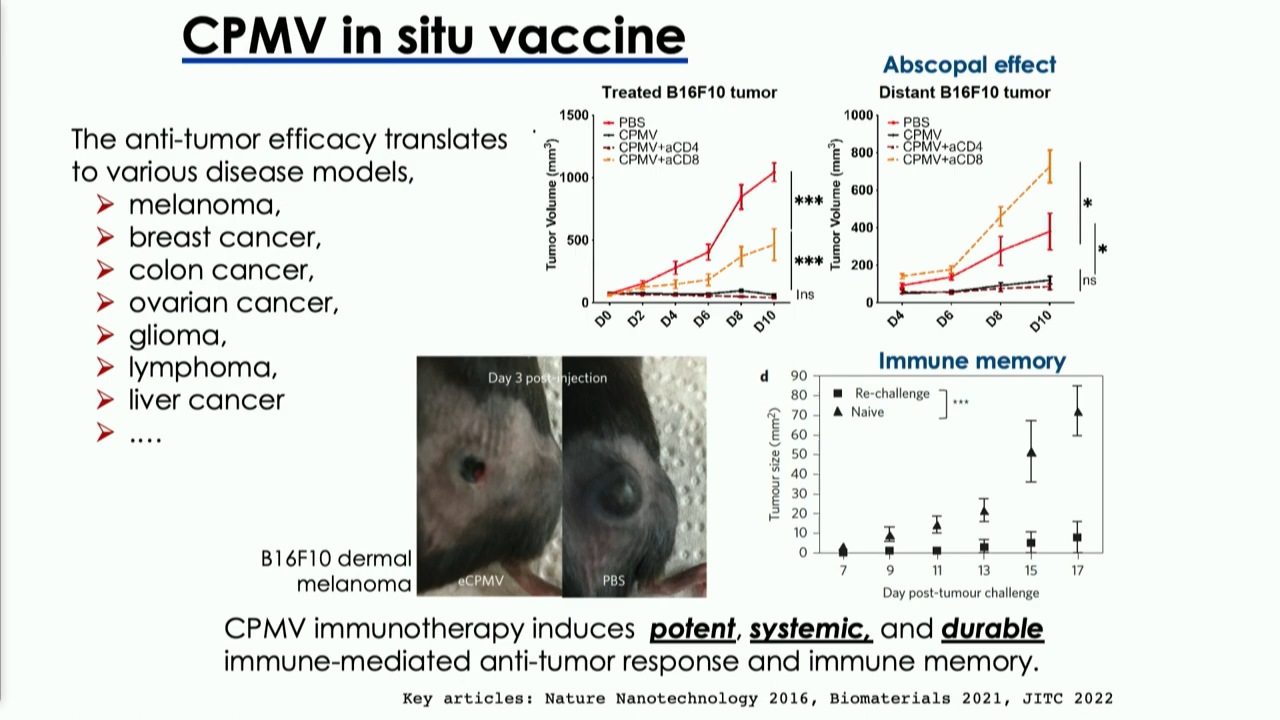 CPMV in situ vaccine
The anti-tumor efficacy translates
to various disease models,
melanoma,
breast cancer,
colon cancer,
ovarian cancer,
glioma,
lymphoma,
liver cancer
....
Treated B16F10 tumor
Tumor Volume (mm³)
1500
1000
500
0
PBS
CPMV
CPMV+aCD4
CPMV+aCD8
***
***
ns
D0 D2 D4 D6 D8 D10
Abscopal effect
Distant B16F10 tumor
Tumor Volume (mm³)
1000
800
600
400
200
0
PBS
CPMV
CPMV+aCD4
CPMV+aCD8
*
*
ns
D4 D6 D8 D10
B16F10 dermal
melanoma
Day 3 post-injection
eCPMV PBS
Immune memory
d
Tumour size (mm²)
90
80
70
60
50
40
30
20
10
0
Re-challenge
Naive
***
7 9 11 13 15 17
Day post-tumour challenge
CPMV immunotherapy induces potent, systemic, and durable
immune-mediated anti-tumor response and immune memory.
Key articles: Nature Nanotechnology 2016, Biomaterials 2021, JITC 2022